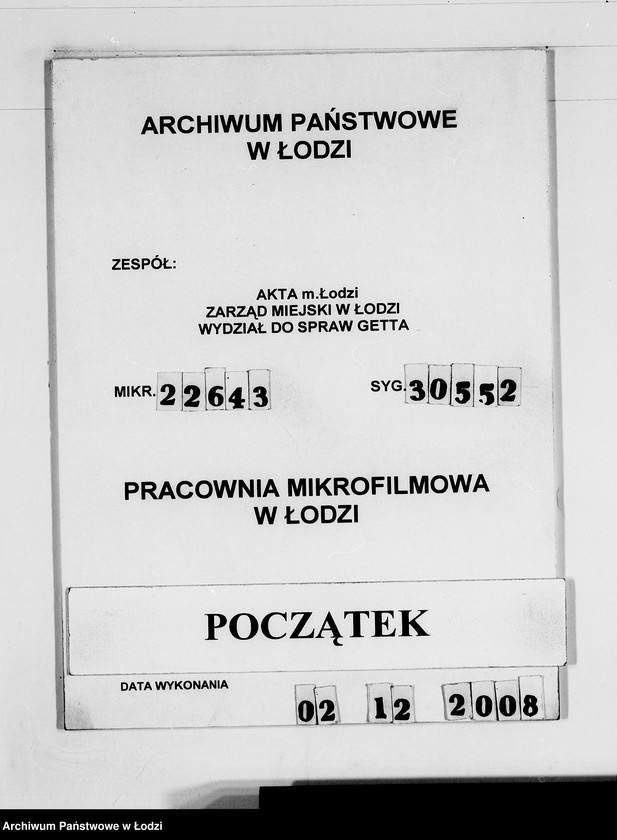 ARCHIWUM PAŃSTWOWE
W ŁODZI
ZESPÓŁ:
AKTA m.Łodzi
ZARZĄD MIEJSKI W ŁODZI
WYDZIAŁ DO SPRAW GETTA
MIKR. 22643 SYG. 30552
PRACOWNIA MIKROFILMOWA
W ŁODZI
POCZĄTEK
DATA WYKONANIA
02 12 2008
Archiwum Państwowe w Łodzi